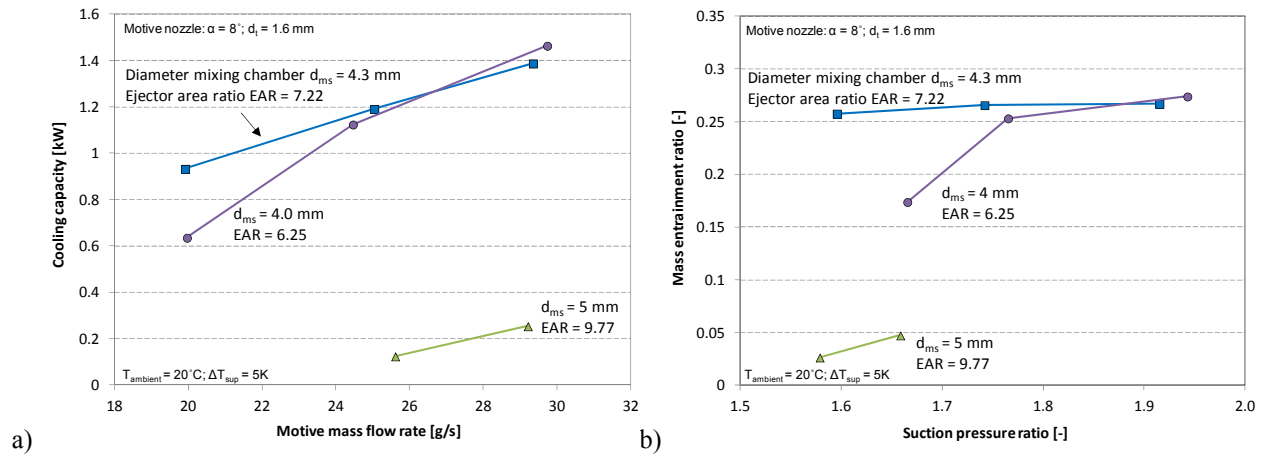 a)
Motive nozzle: α = 8˚; dt = 1.6 mm
Diameter mixing chamber dms = 4.3 mm
Ejector area ratio EAR = 7.22
dms = 4.0 mm
EAR = 6.25
dms = 5 mm
EAR = 9.77
Tambient = 20˚C; ΔTsup = 5K
Cooling capacity [kW]
1.6
1.4
1.2
1
0.8
0.6
0.4
0.2
0
18 20 22 24 26 28 30 32
Motive mass flow rate [g/s]
b)
Motive nozzle: α = 8˚; dt = 1.6 mm
Diameter mixing chamber dms = 4.3 mm
Ejector area ratio EAR = 7.22
dms = 4 mm
EAR = 6.25
dms = 5 mm
EAR = 9.77
Tambient = 20˚C; ΔTsup = 5K
Mass entrainment ratio [-]
0.35
0.3
0.25
0.2
0.15
0.1
0.05
0
1.5 1.6 1.7 1.8 1.9 2.0
Suction pressure ratio [-]